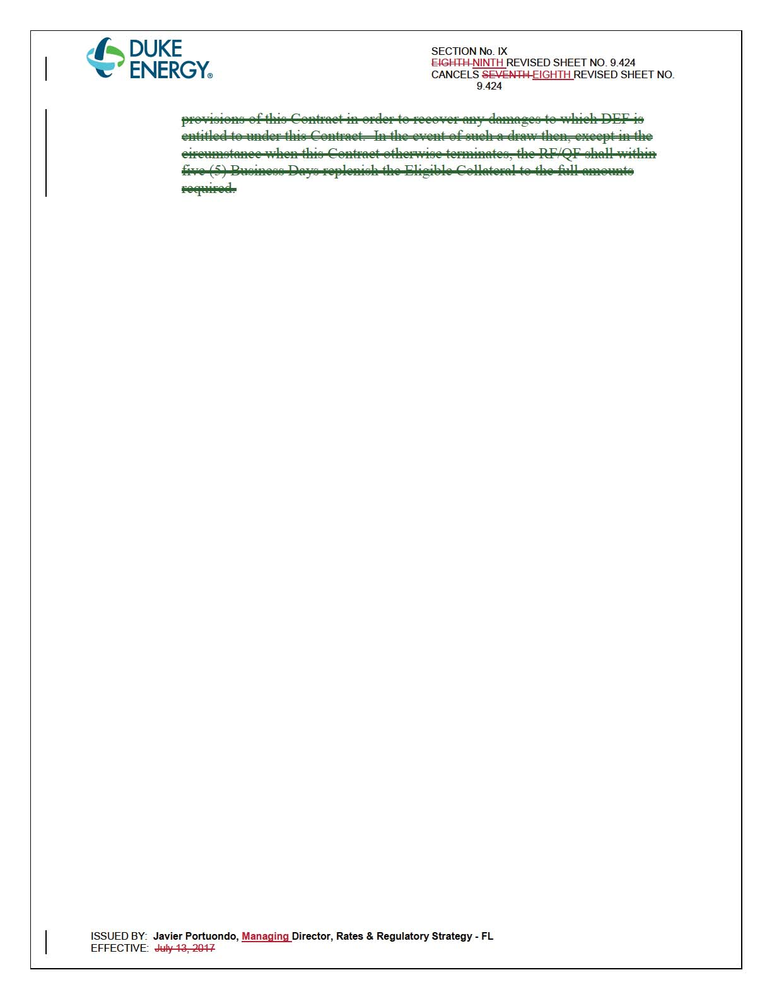 DUKE
ENERGY®
SECTION No. IX
EIGHTH NINTH REVISED SHEET NO. 9.424
CANCELS SEVENTH EIGHTH REVISED SHEET NO.
9.424
provisions of this Contract in order to recover any damages to which DEF is
entitled to under this Contract.  In the event of such a draw then, except in the
circumstance when this Contract otherwise terminates, the RF/QF shall within
five (5) Business Days replenish the Eligible Collateral to the full amounts
required.
ISSUED BY:  Javier Portuondo, Managing Director, Rates & Regulatory Strategy - FL
EFFECTIVE:  July 13, 2017